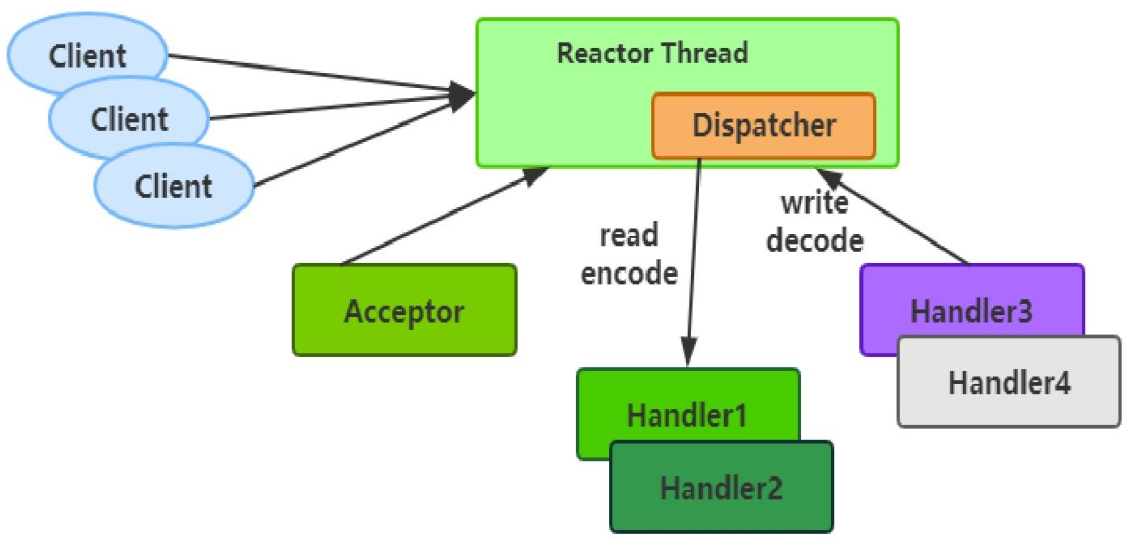 Client
Client
Client
Reactor Thread
Dispatcher
read
encode
write
decode
Acceptor
Handler1
Handler2
Handler3
Handler4